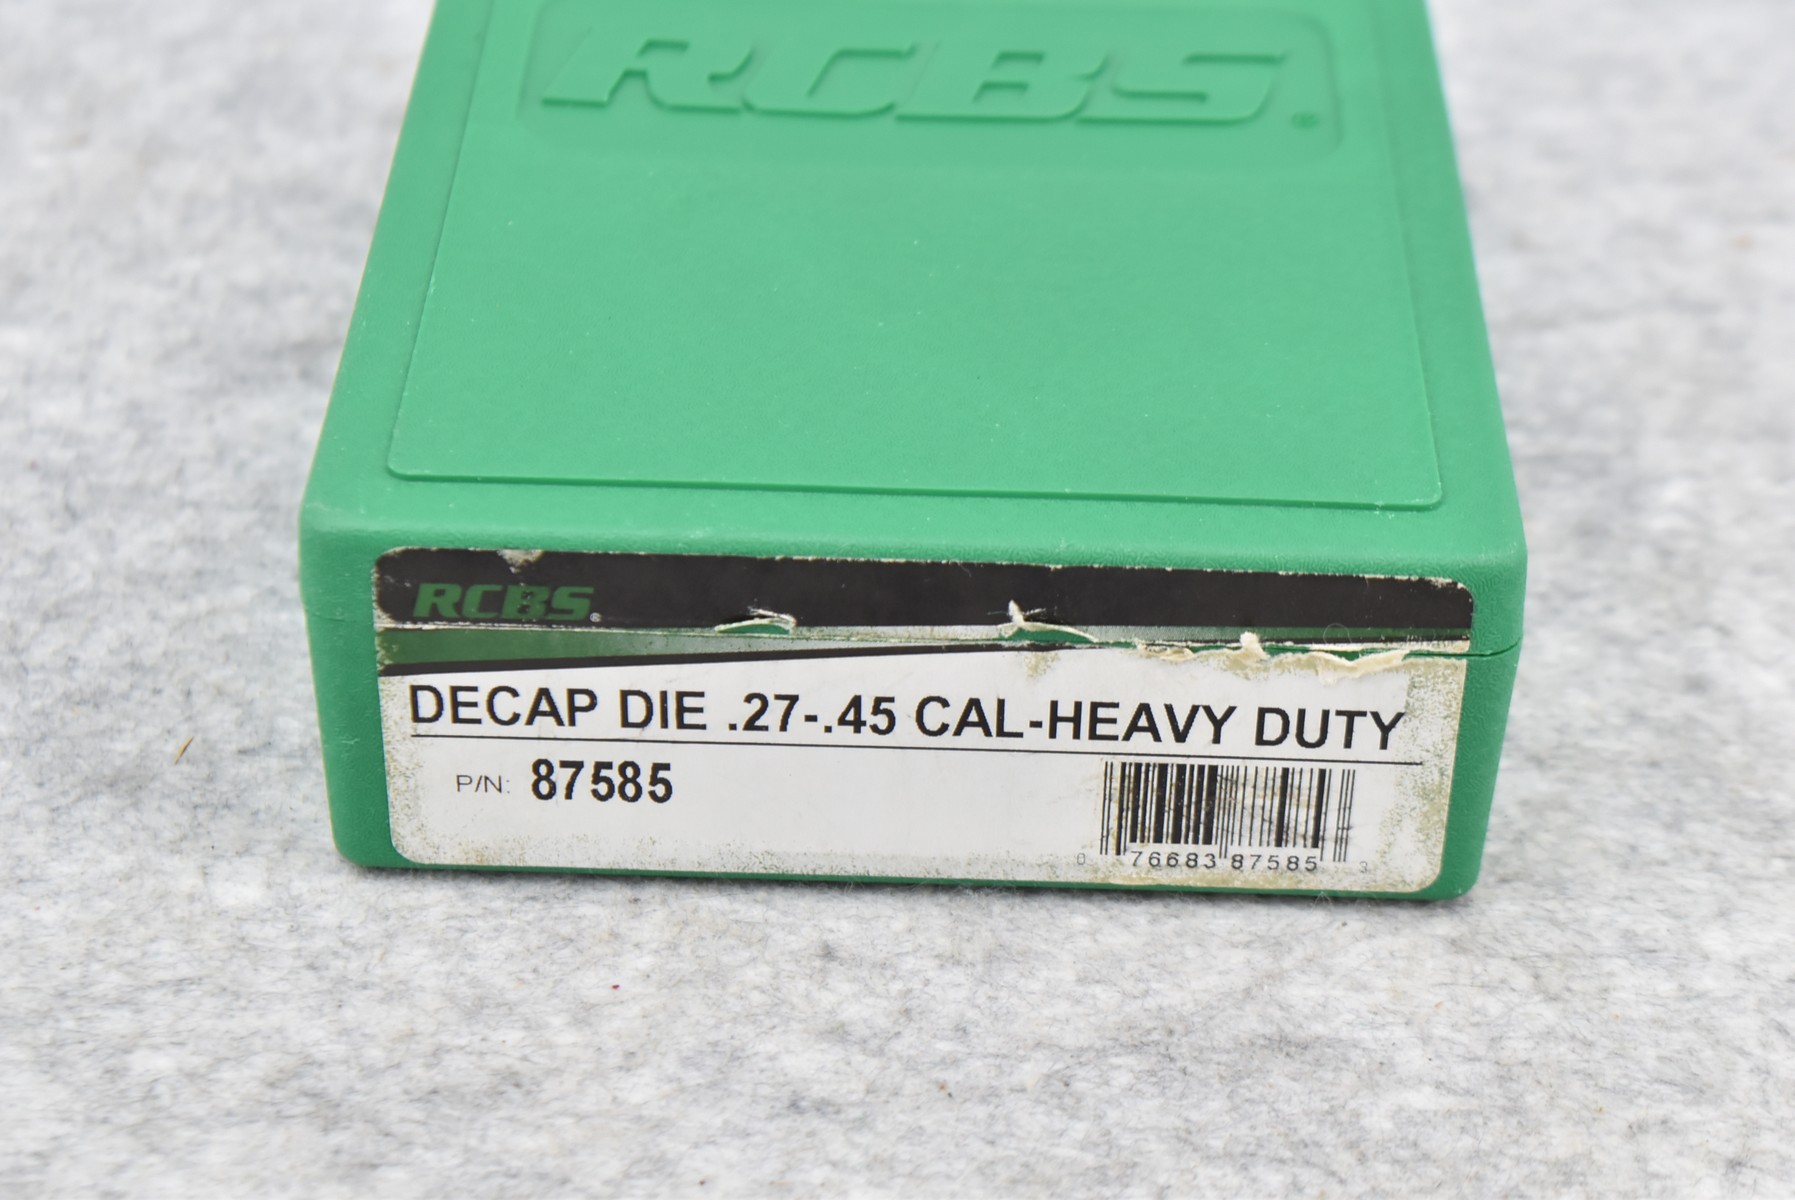 RCBS®
RCBS®
DECAP DIE .27-.45 CAL-HEAVY DUTY
P/N: 87585
0 76683 87585 3